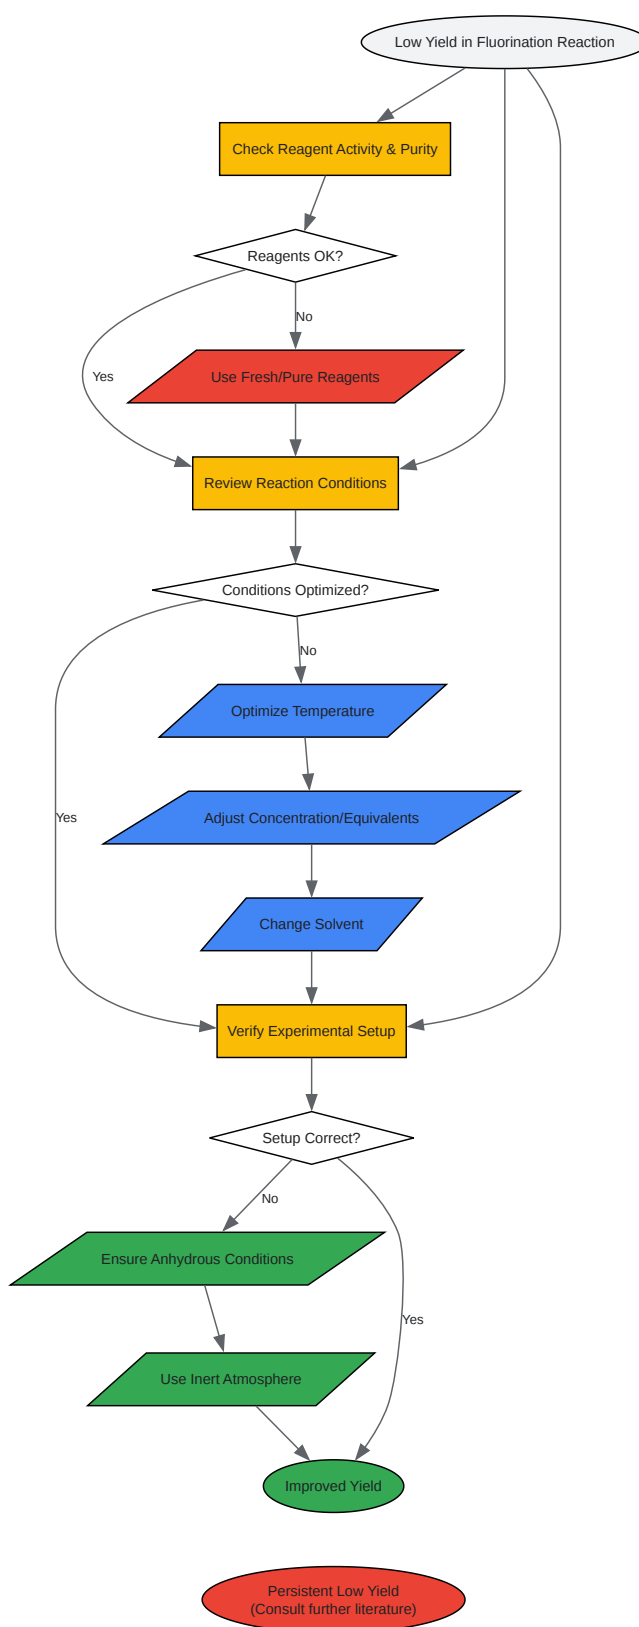 Low Yield in Fluorination Reaction
Check Reagent Activity & Purity
Reagents OK?
No
Yes
Use Fresh/Pure Reagents
Review Reaction Conditions
Conditions Optimized?
No
Optimize Temperature
Yes
Adjust Concentration/Equivalents
Change Solvent
Verify Experimental Setup
Setup Correct?
No
Ensure Anhydrous Conditions
Yes
Use Inert Atmosphere
Improved Yield
Persistent Low Yield
(Consult further literature)